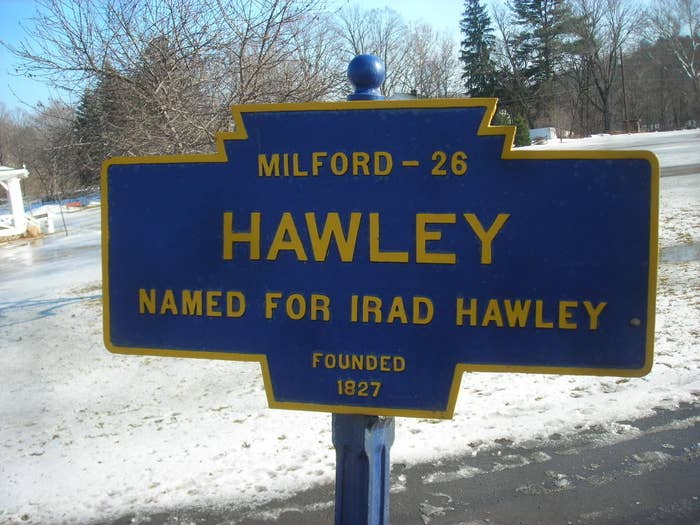 MILFORD - 26
HAWLEY
NAMED FOR IRAD HAWLEY
FOUNDED
1827